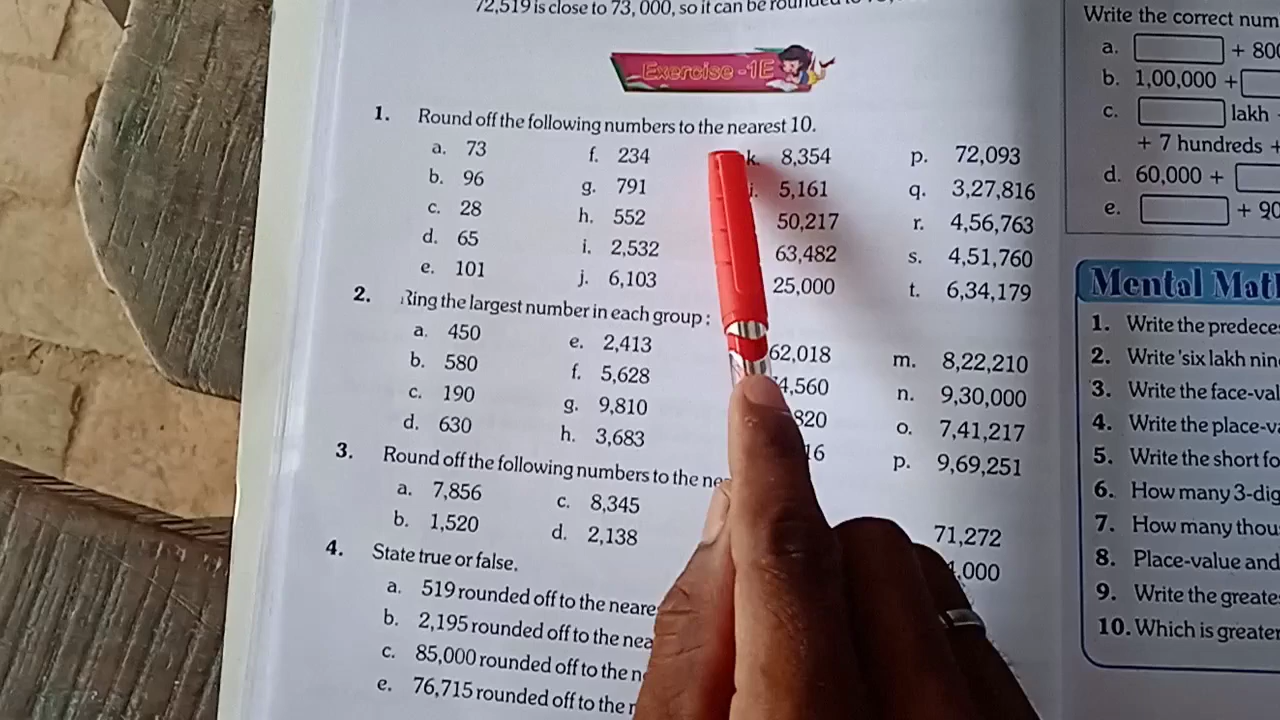 72,519 is close to 73, 000, so it can be rounded to
Exercise -1E
1. Round off the following numbers to the nearest 10.
a. 73 f. 234 k. 8,354 p. 72,093
b. 96 g. 791 5,161 q. 3,27,816
c. 28 h. 552 50,217 r. 4,56,763
d. 65 i. 2,532 63,482 s. 4,51,760
e. 101 j. 6,103 25,000 t. 6,34,179
2. Ring the largest number in each group :
a. 450 e. 2,413 62,018 m. 8,22,210
b. 580 f. 5,628 4,560 n. 9,30,000
c. 190 g. 9,810 820 o. 7,41,217
d. 630 h. 3,683 16 p. 9,69,251
3. Round off the following numbers to the
a. 7,856 c. 8,345 71,272
b. 1,520 d. 2,138 ,000
4. State true or false.
a. 519 rounded off to the
b. 2,195 rounded off to the
c. 85,000 rounded off to the
e. 76,715 rounded off to the
Write the correct num
a. + 800
b. 1,00,000 +
c. lakh
+ 7 hundreds +
d. 60,000 +
e. + 90
Mental Mat
1. Write the predece
2. Write 'six lakh nin
3. Write the face-val
4. Write the place-va
5. Write the short fo
6. How many 3-dig
7. How many thou
8. Place-value and
9. Write the greate
10. Which is greater